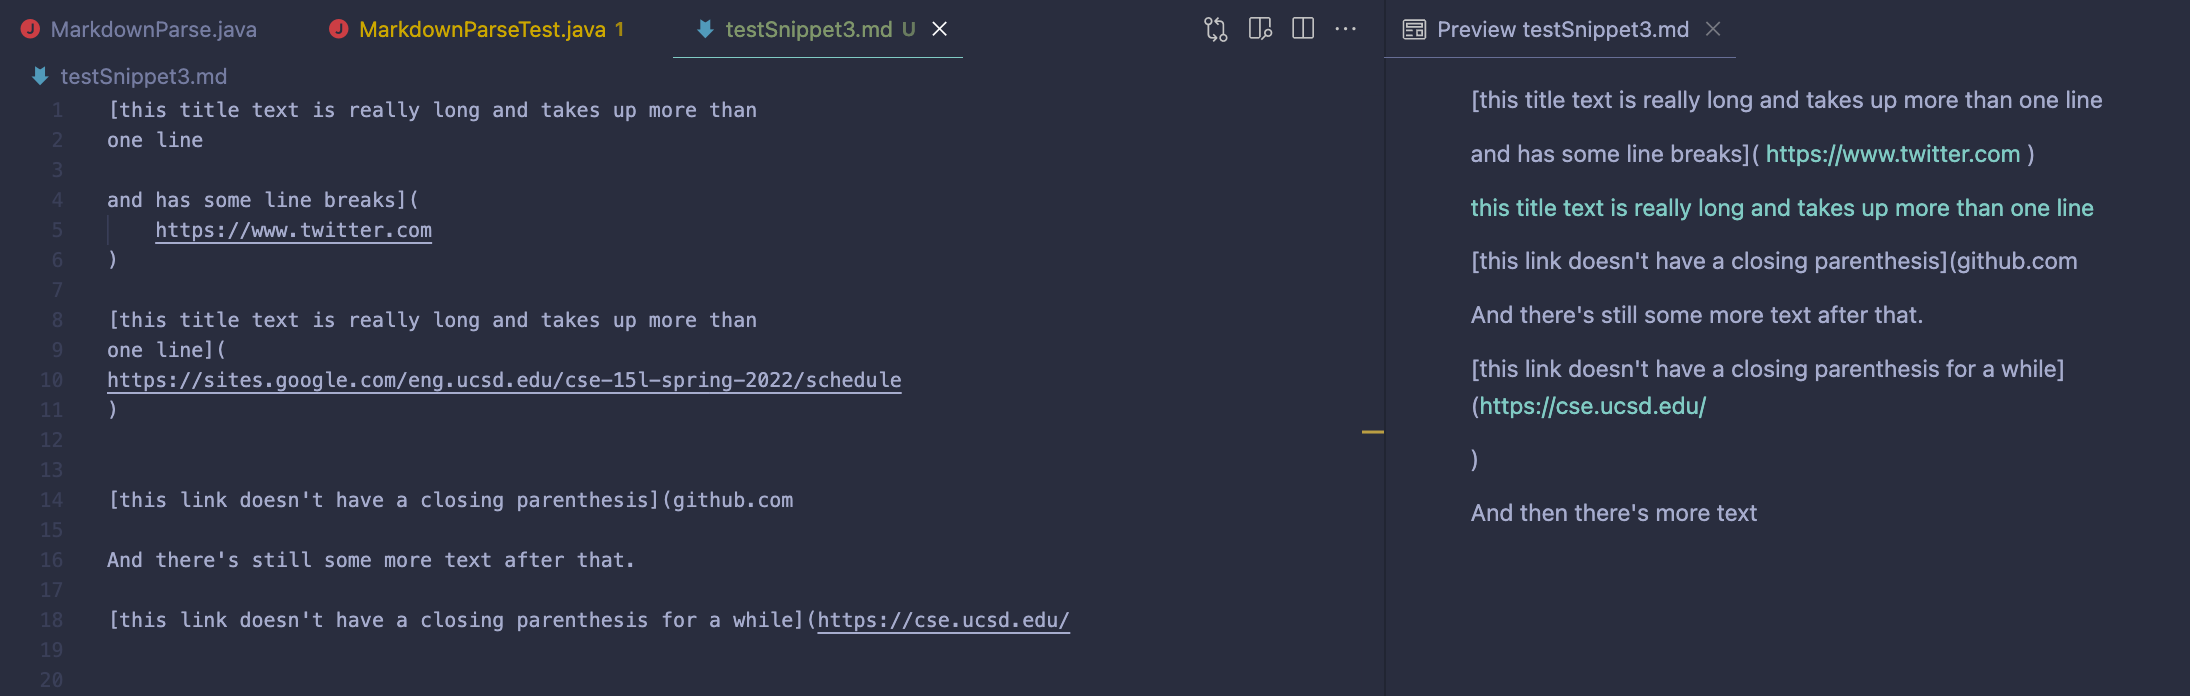 MarkdownParse.java
MarkdownParseTest.java 1
testSnippet3.md U
testSnippet3.md
1 [this title text is really long and takes up more than
2 one line
3
4 and has some line breaks](
5 https://www.twitter.com
6 )
7
8 [this title text is really long and takes up more than
9 one line](
10 https://sites.google.com/eng.ucsd.edu/cse-15l-spring-2022/schedule
11 )
12
13
14 [this link doesn't have a closing parenthesis](github.com
15
16 And there's still some more text after that.
17
18 [this link doesn't have a closing parenthesis for a while](https://cse.ucsd.edu/
19
20
Preview testSnippet3.md
[this title text is really long and takes up more than one line
and has some line breaks]( https://www.twitter.com )
this title text is really long and takes up more than one line
[this link doesn't have a closing parenthesis](github.com
And there's still some more text after that.
[this link doesn't have a closing parenthesis for a while]
(https://cse.ucsd.edu/
)
And then there's more text